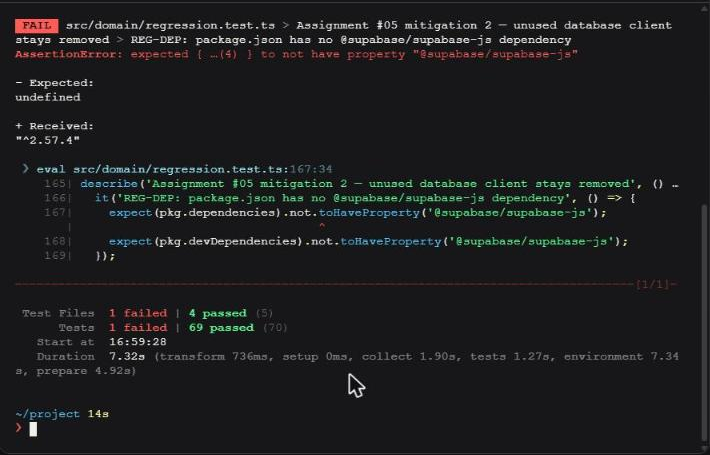 FAIL src/domain/regression.test.ts > Assignment #05 mitigation 2 — unused database client
stays removed > REG-DEP: package.json has no @supabase/supabase-js dependency
AssertionError: expected { …(4) } to not have property "@supabase/supabase-js"
- Expected:
undefined
+ Received:
"^2.57.4"
❯ eval src/domain/regression.test.ts:167:34
165| describe('Assignment #05 mitigation 2 — unused database client stays removed', () …
166| it('REG-DEP: package.json has no @supabase/supabase-js dependency', () => {
167| expect(pkg.dependencies).not.toHaveProperty('@supabase/supabase-js');
| ^
168| expect(pkg.devDependencies).not.toHaveProperty('@supabase/supabase-js');
169| });
[1/1]
Test Files 1 failed | 4 passed (5)
Tests 1 failed | 69 passed (70)
Start at 16:59:28
Duration 7.32s (transform 736ms, setup 0ms, collect 1.90s, tests 1.27s, environment 7.34
s, prepare 4.92s)
~/project 14s
❯